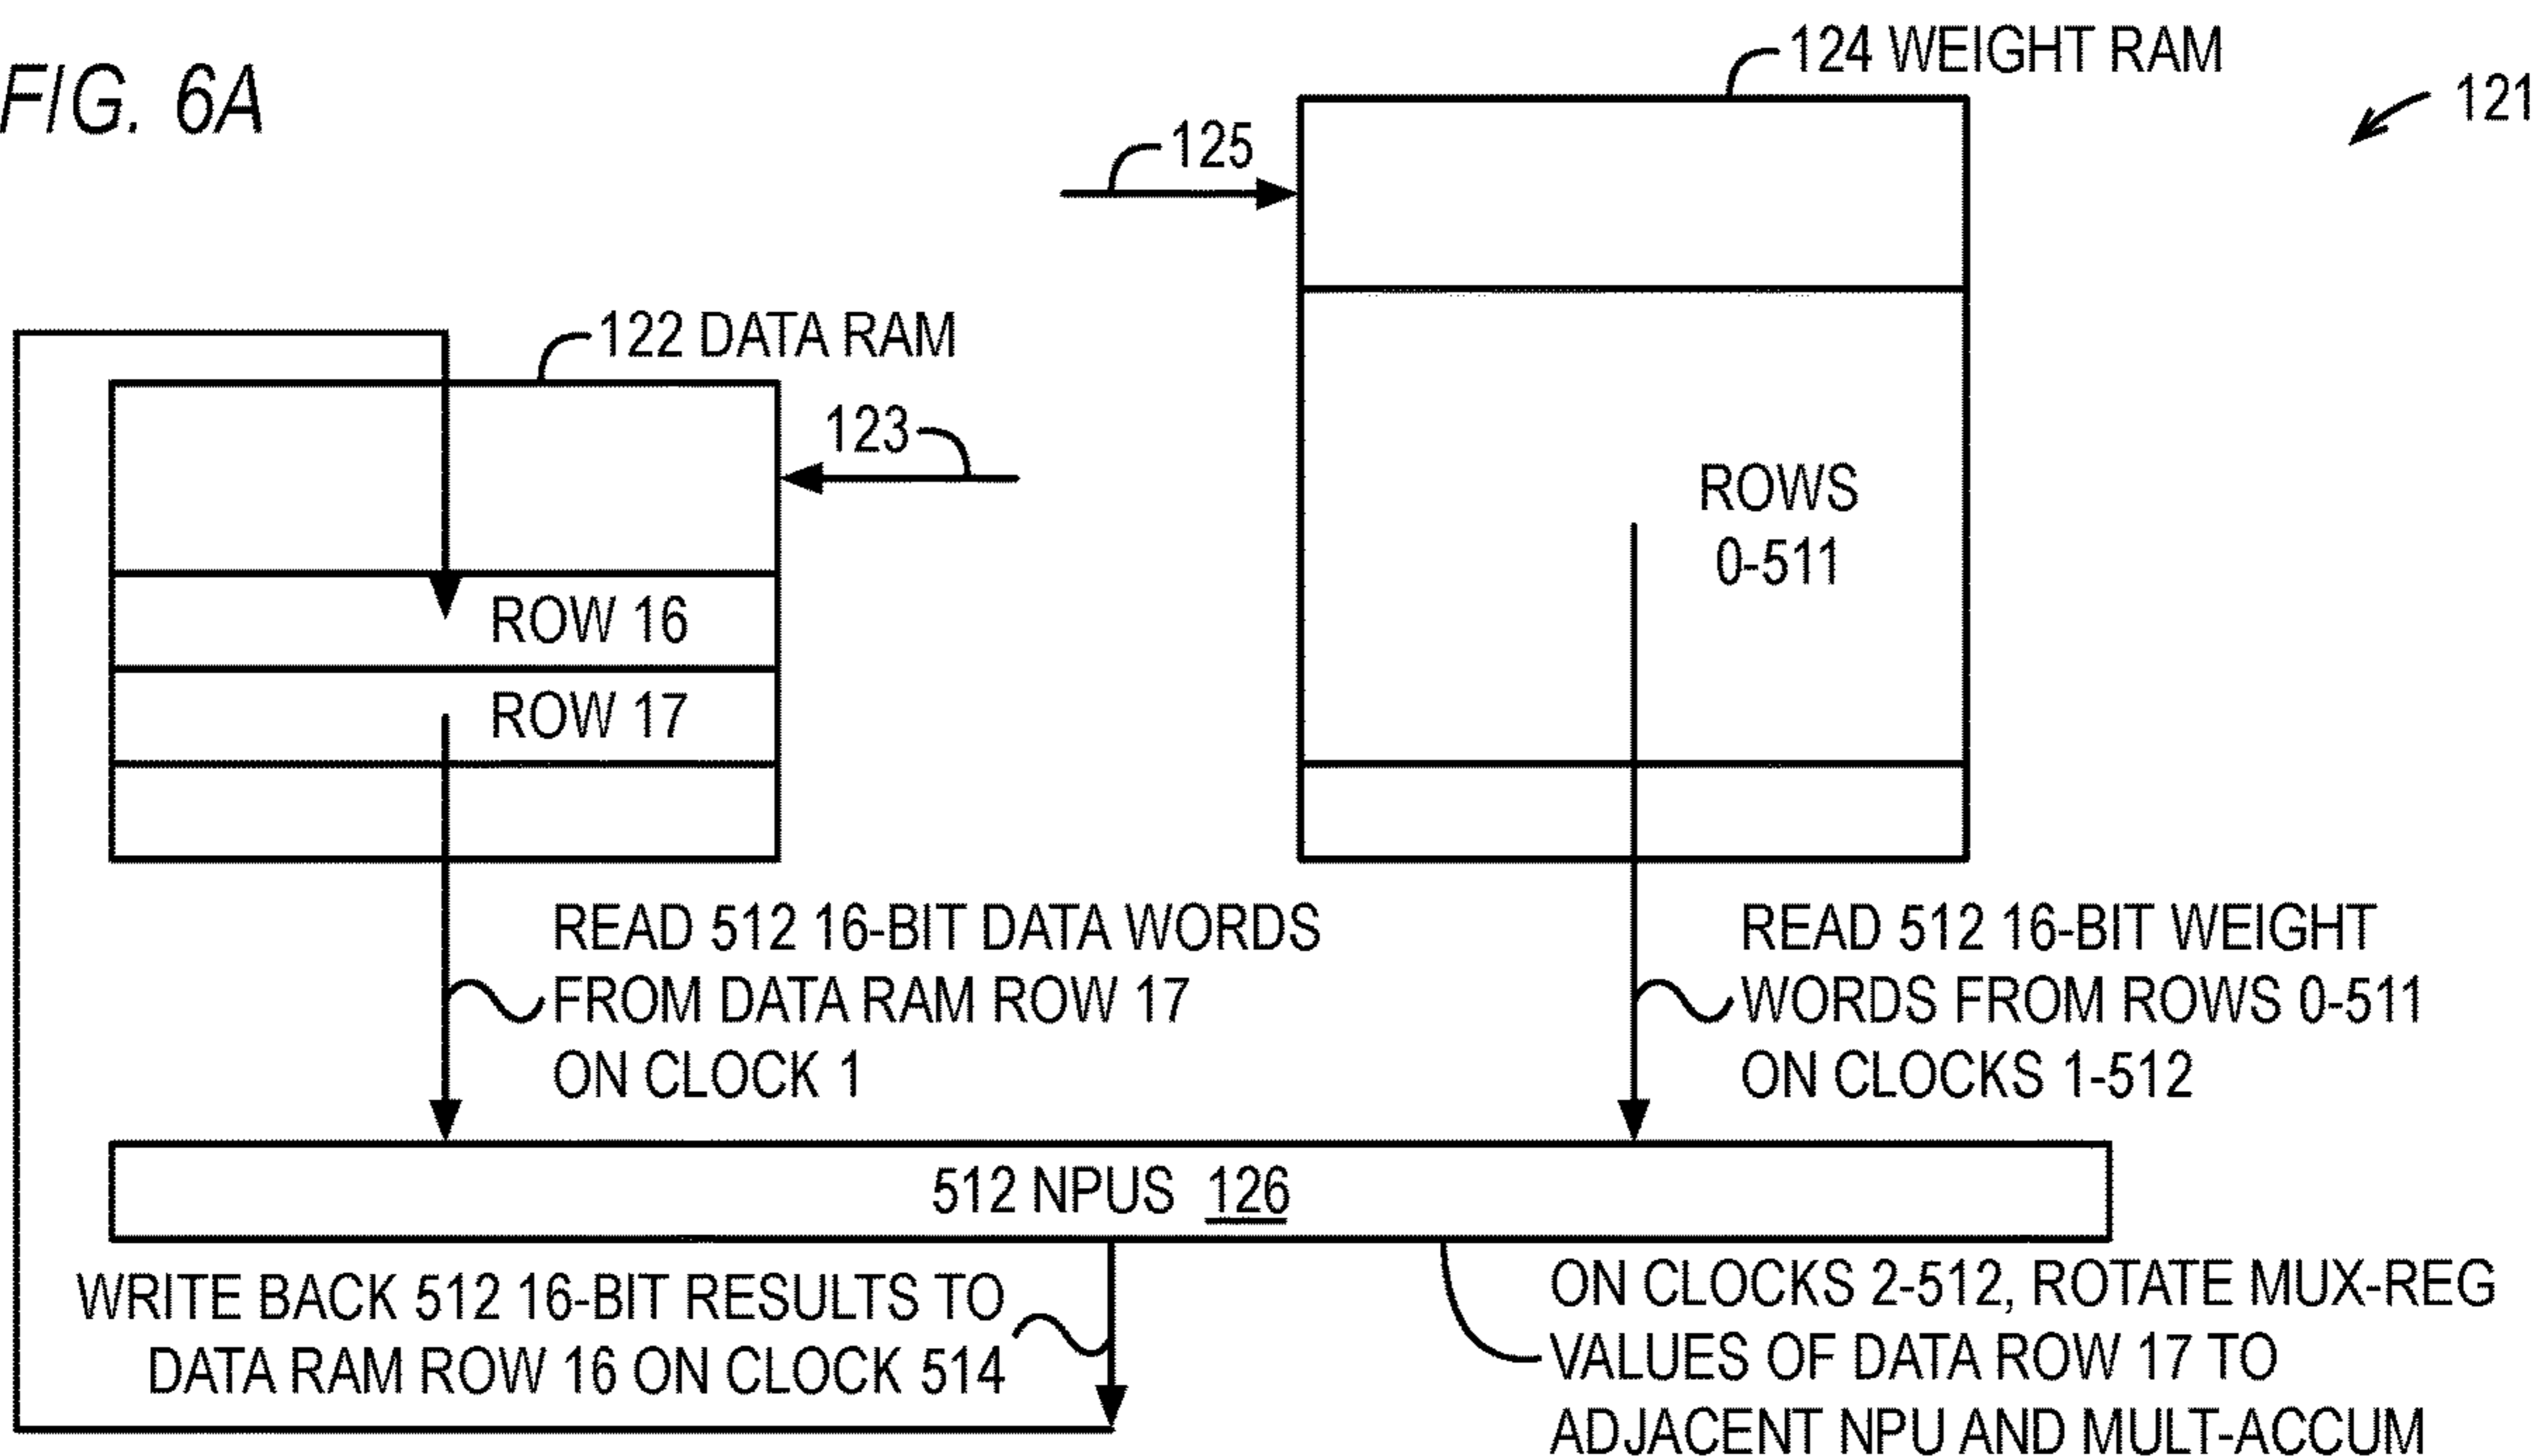 FIG. 6A
124 WEIGHT RAM
121
125
122 DATA RAM
123
ROWS
0-511
ROW 16
ROW 17
READ 512 16-BIT DATA WORDS
FROM DATA RAM ROW 17
ON CLOCK 1
READ 512 16-BIT WEIGHT
WORDS FROM ROWS 0-511
ON CLOCKS 1-512
512 NPUS 126
WRITE BACK 512 16-BIT RESULTS TO
DATA RAM ROW 16 ON CLOCK 514
ON CLOCKS 2-512, ROTATE MUX-REG
VALUES OF DATA ROW 17 TO
ADJACENT NPU AND MULT-ACCUM